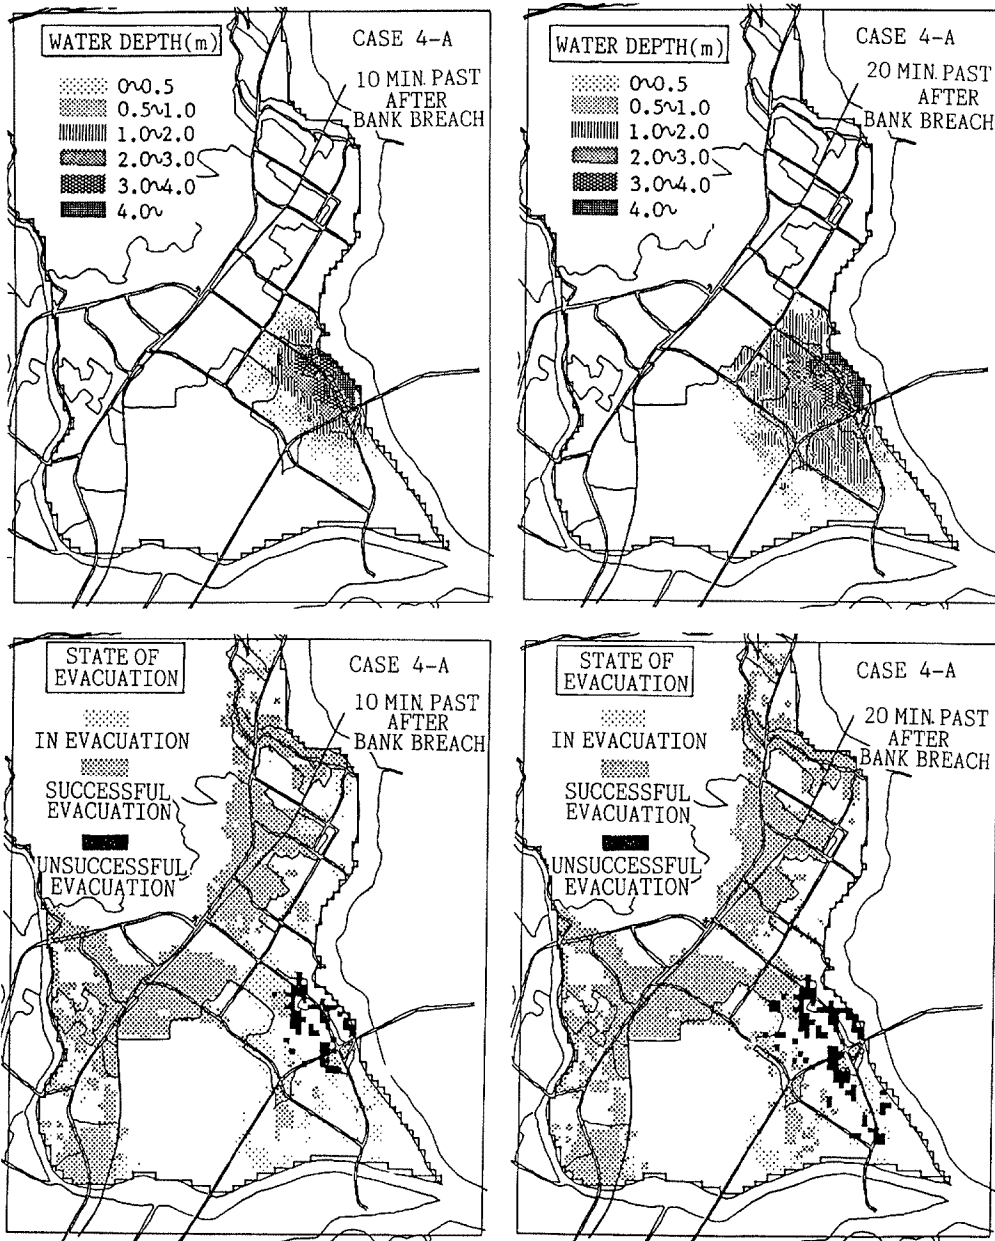 WATER DEPTH(m)
0~0.5
0.5~1.0
1.0~2.0
2.0~3.0
3.0~4.0
4.0~
CASE 4-A
10 MIN. PAST
AFTER
BANK BREACH
WATER DEPTH(m)
0~0.5
0.5~1.0
1.0~2.0
2.0~3.0
3.0~4.0
4.0~
CASE 4-A
20 MIN. PAST
AFTER
BANK BREACH
STATE OF
EVACUATION
IN EVACUATION
SUCCESSFUL
EVACUATION
UNSUCCESSFUL
EVACUATION
CASE 4-A
10 MIN. PAST
AFTER
BANK BREACH
STATE OF
EVACUATION
IN EVACUATION
SUCCESSFUL
EVACUATION
UNSUCCESSFUL
EVACUATION
CASE 4-A
20 MIN. PAST
AFTER
BANK BREACH